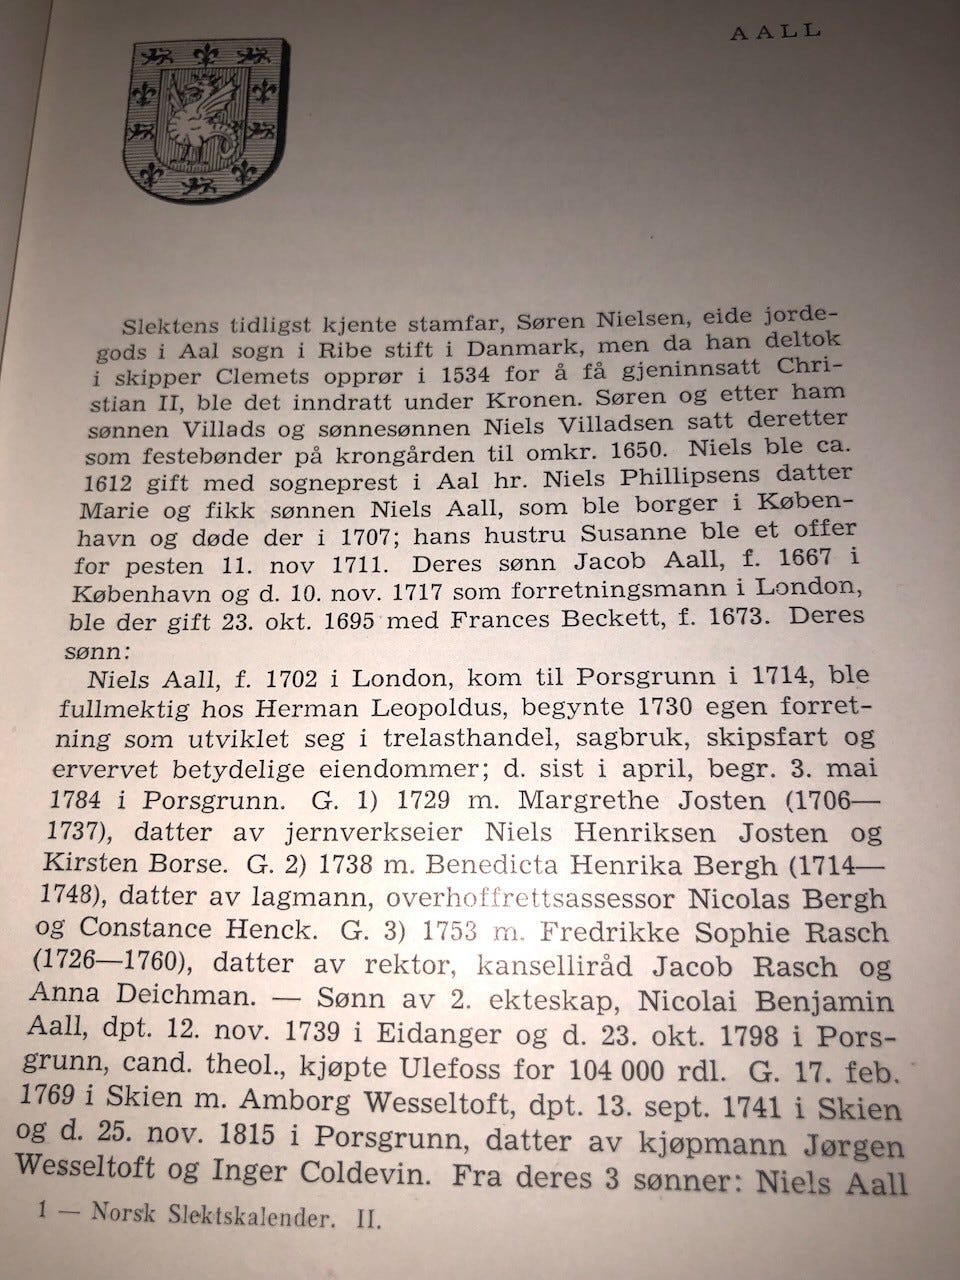 AALL
Slektens tidligst kjente stamfar, Søren Nielsen, eide jorde-
gods i Aal sogn i Ribe stift i Danmark, men da han deltok
i skipper Clemets opprør i 1534 for å få gjeninnsatt Chri-
stian II, ble det inndratt under Kronen. Søren og etter ham
sønnen Villads og sønnesønnen Niels Villadsen satt deretter
som festebønder på krongården til omkr. 1650. Niels ble ca.
1612 gift med sogneprest i Aal hr. Niels Phillipsens datter
Marie og fikk sønnen Niels Aall, som ble borger i Køben-
havn og døde der i 1707; hans hustru Susanne ble et offer
for pesten 11. nov 1711. Deres sønn Jacob Aall, f. 1667 i
København og d. 10. nov. 1717 som forretningsmann i London,
ble der gift 23. okt. 1695 med Frances Beckett, f. 1673. Deres
sønn:
Niels Aall, f. 1702 i London, kom til Porsgrunn i 1714, ble
fullmektig hos Herman Leopoldus, begynte 1730 egen forret-
ning som utviklet seg i trelasthandel, sagbruk, skipsfart og
ervervet betydelige eiendommer; d. sist i april, begr. 3. mai
1784 i Porsgrunn. G. 1) 1729 m. Margrethe Josten (1706—
1737), datter av jernverkseier Niels Henriksen Josten og
Kirsten Borse. G. 2) 1738 m. Benedicta Henrika Bergh (1714—
1748), datter av lagmann, overhoffrettsassessor Nicolas Bergh
og Constance Henck. G. 3) 1753 m. Fredrikke Sophie Rasch
(1726—1760), datter av rektor, kanselliråd Jacob Rasch og
Anna Deichman. — Sønn av 2. ekteskap, Nicolai Benjamin
Aall, dpt. 12. nov. 1739 i Eidanger og d. 23. okt. 1798 i Pors-
grunn, cand. theol., kjøpte Ulefoss for 104 000 rdl. G. 17. feb.
1769 i Skien m. Amborg Wesseltoft, dpt. 13. sept. 1741 i Skien
og d. 25. nov. 1815 i Porsgrunn, datter av kjøpmann Jørgen
Wesseltoft og Inger Coldevin. Fra deres 3 sønner: Niels Aall
1 — Norsk Slektskalender. II.